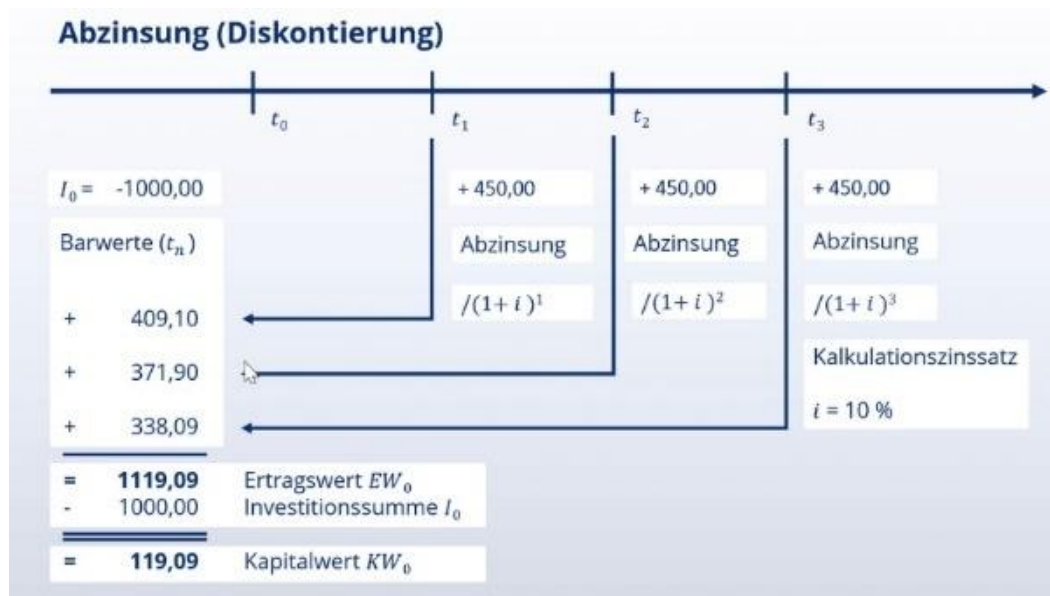 Abzinsung (Diskontierung)
t₀ t₁ t₂ t₃
I₀ = -1000,00 + 450,00 + 450,00 + 450,00
Barwerte (tₙ) Abzinsung Abzinsung Abzinsung
/(1+ i )¹ /(1+ i )² /(1+ i )³
+ 409,10
+ 371,90
+ 338,09
Kalkulationszinssatz
i = 10 %
= 1119,09 Ertragswert EW₀
- 1000,00 Investitionssumme I₀
= 119,09 Kapitalwert KW₀